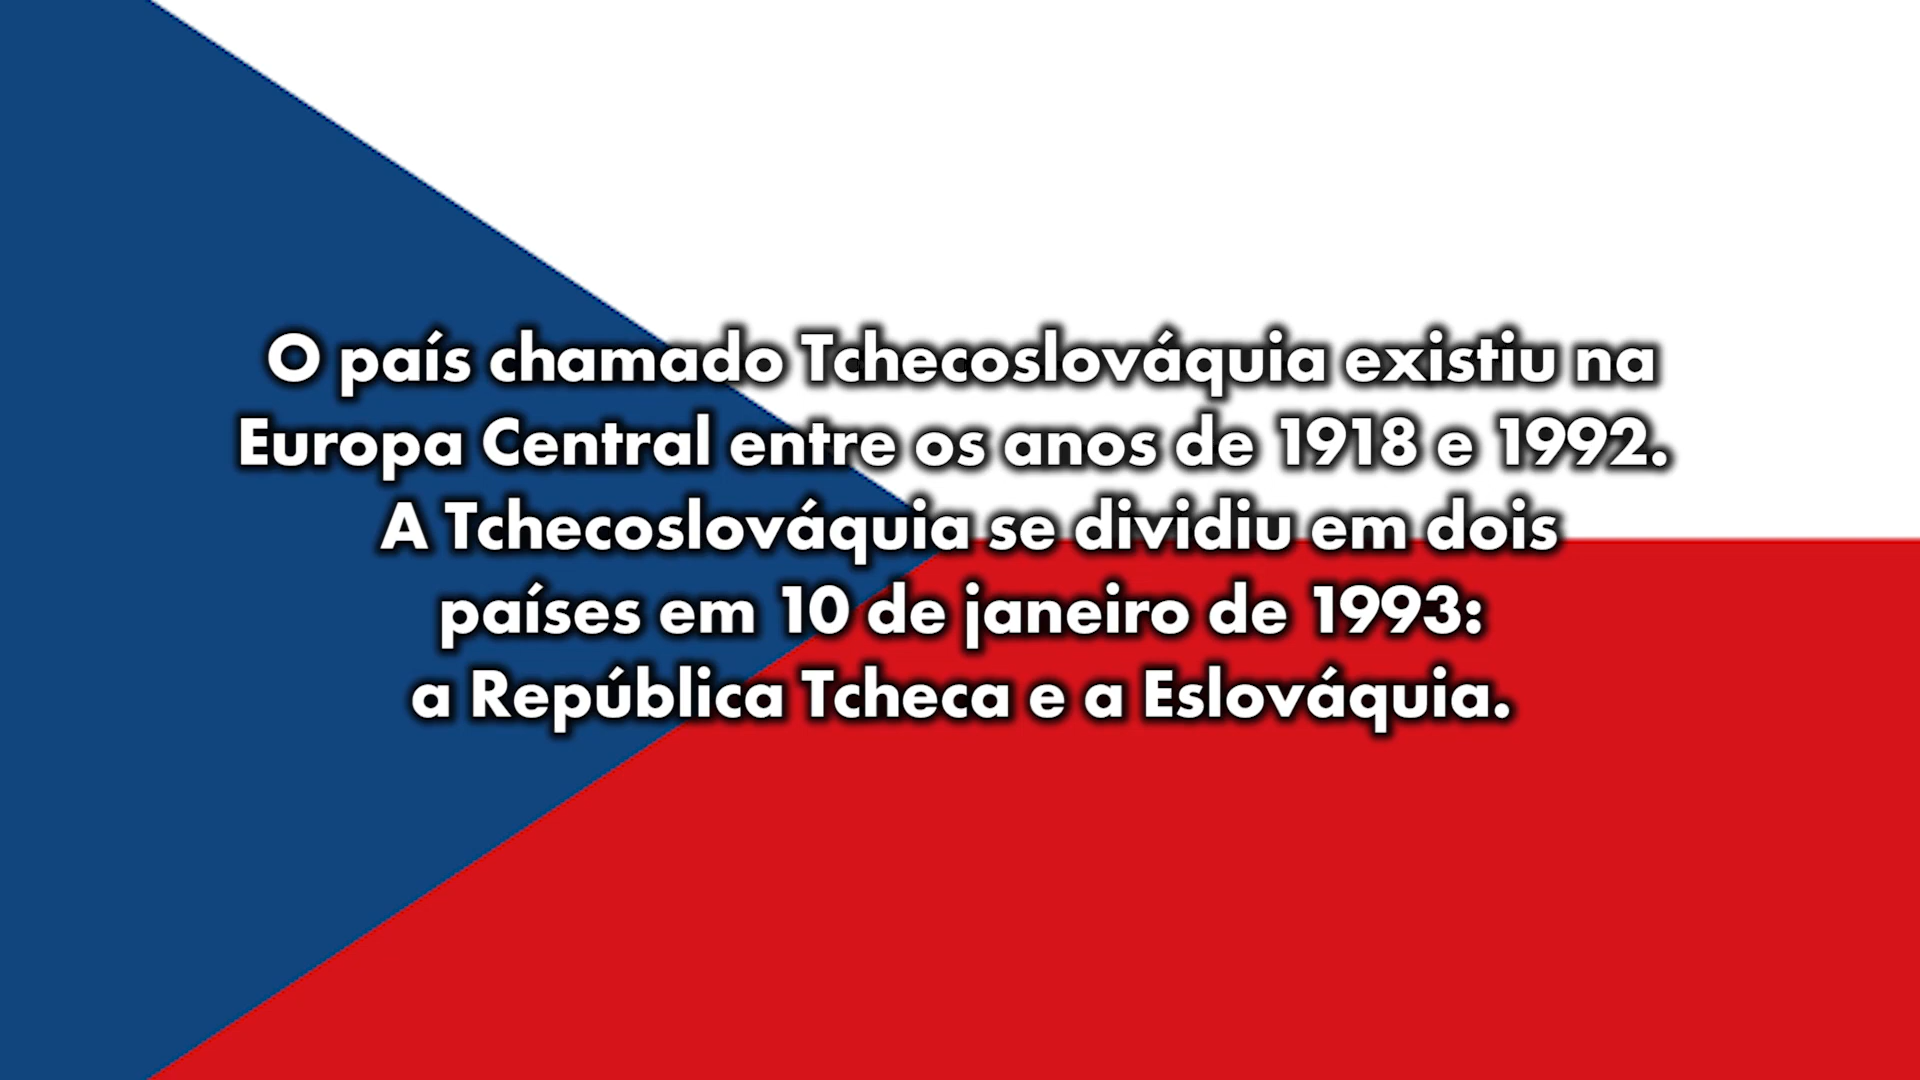 O país chamado Tchecoslováquia existiu na
Europa Central entre os anos de 1918 e 1992.
A Tchecoslováquia se dividiu em dois
países em 10 de janeiro de 1993:
a República Tcheca e a Eslováquia.